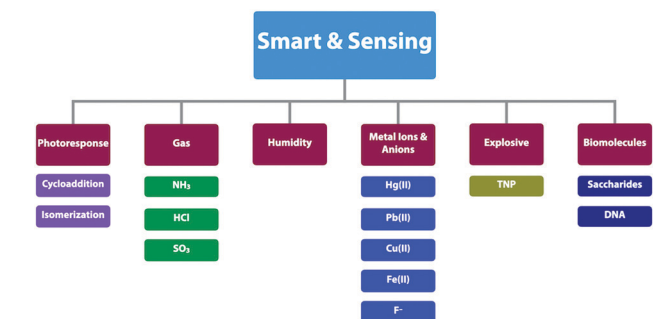 Smart & Sensing
Photoresponse
Gas
Humidity
Metal Ions &
Anions
Explosive
Biomolecules
Cycloaddition
NH₃
Hg(II)
TNP
Saccharides
Isomerization
HCl
Pb(II)
DNA
SO₃
Cu(II)
Fe(II)
F⁻